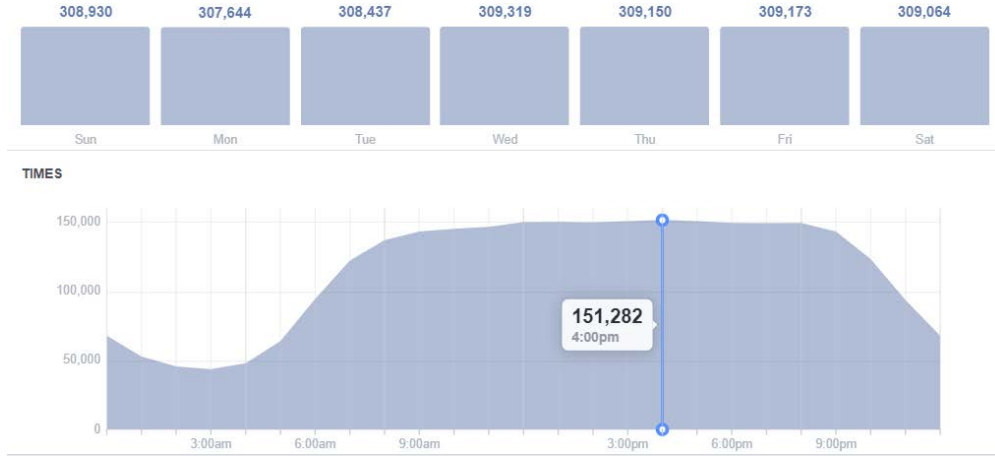 308,930 307,644 308,437 309,319 309,150 309,173 309,064
Sun Mon Tue Wed Thu Fri Sat
TIMES
150,000
100,000
151,282
4:00pm
50,000
0
3:00am 6:00am 9:00am 3:00pm 6:00pm 9:00pm